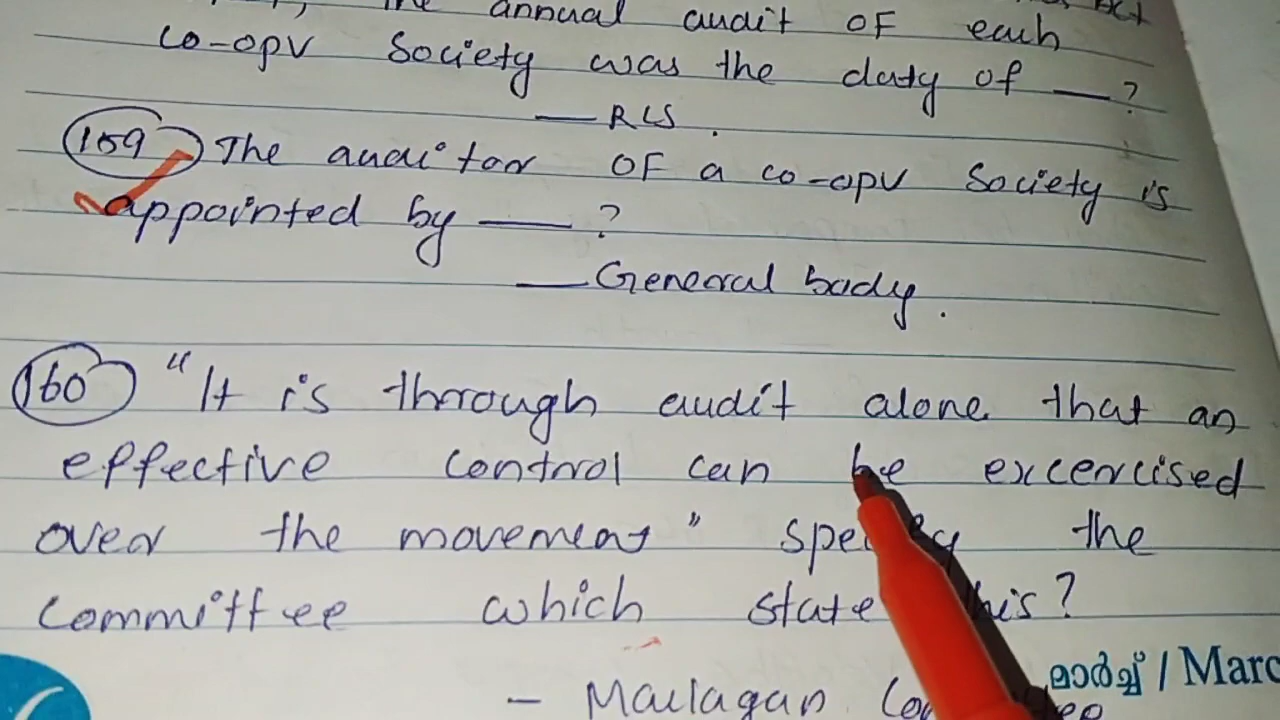 the annual audit OF each
co-opv Society was the duty of — ?
— RCS .
159 The auditor OF a co-opv Society is
appointed by — ?
— General body.
160 "It is through audit alone that an
effective control can be excercised
over the movement" the
committee which state this?
മാർച്ച് / Marc
- Maclagan